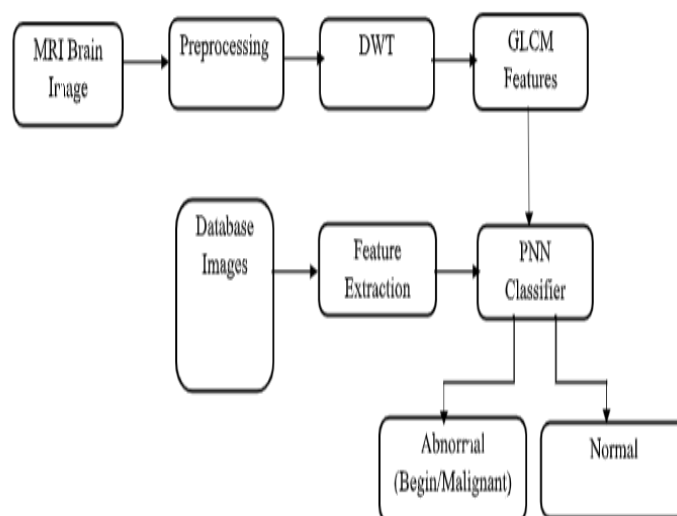 MRI Brain
Image
Preprocessing
DWT
GLCM
Features
Database
Images
Feature
Extraction
PNN
Classifier
Abnormal
(Begin/Malignant)
Normal